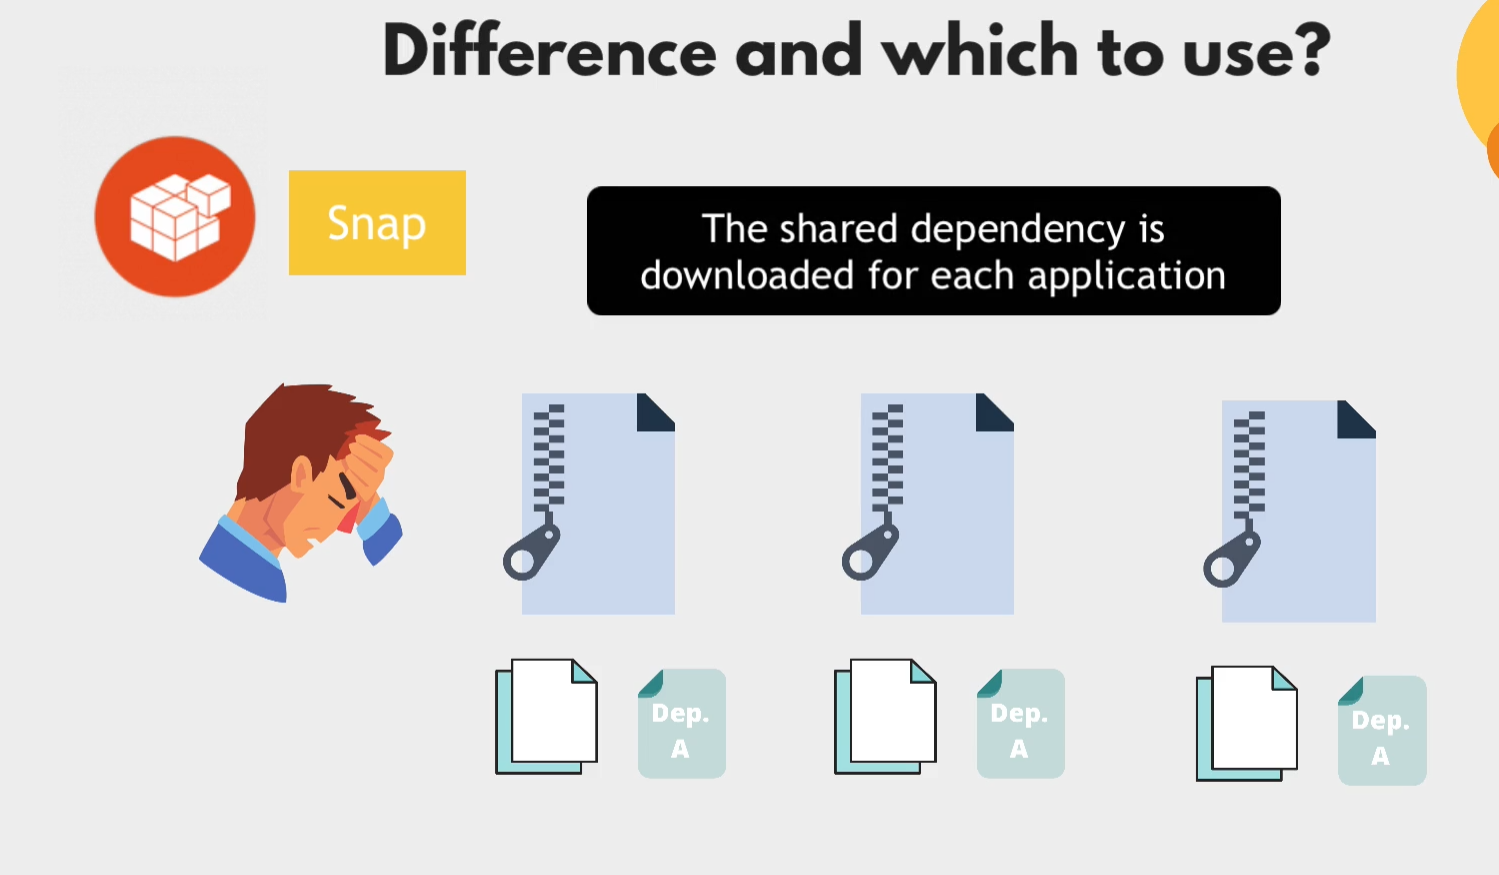 Difference and which to use?
Snap
The shared dependency is
downloaded for each application
Dep.
A
Dep.
A
Dep.
A